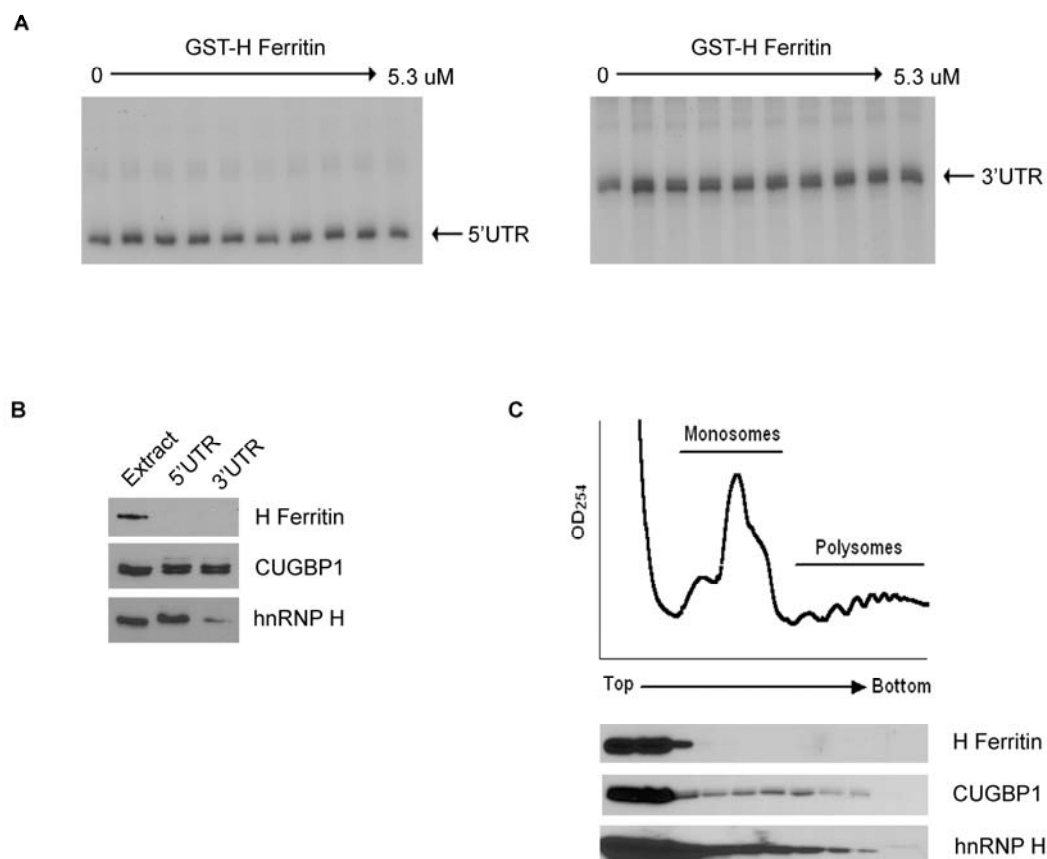 A
GST-H Ferritin
0 5.3 uM
5'UTR
GST-H Ferritin
0 5.3 uM
3'UTR
B
Extract 5'UTR 3'UTR
H Ferritin
CUGBP1
hnRNP H
C
OD254
Monosomes
Polysomes
Top Bottom
H Ferritin
CUGBP1
hnRNP H